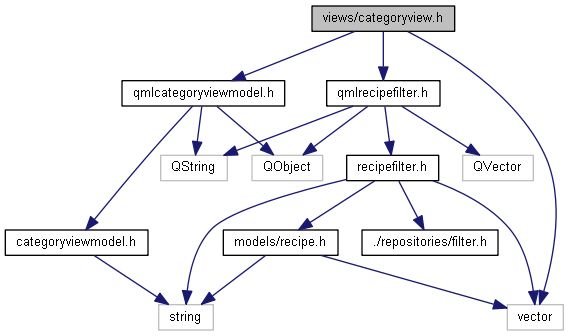 views/categoryview.h
qmlcategoryviewmodel.h
qmlrecipefilter.h
QString
QObject
recipefilter.h
QVector
categoryviewmodel.h
models/recipe.h
./repositories/filter.h
string
vector